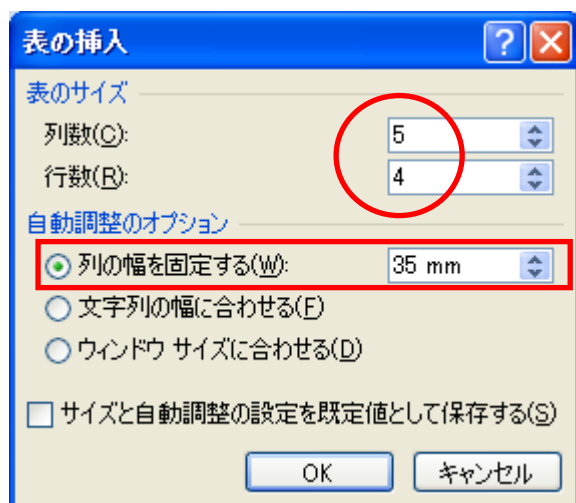 表の挿入
表のサイズ
列数(C): 5
行数(R): 4
自動調整のオプション
列の幅を固定する(W): 35 mm
文字列の幅に合わせる(F)
ウィンドウ サイズに合わせる(D)
サイズと自動調整の設定を既定値として保存する(S)
OK キャンセル